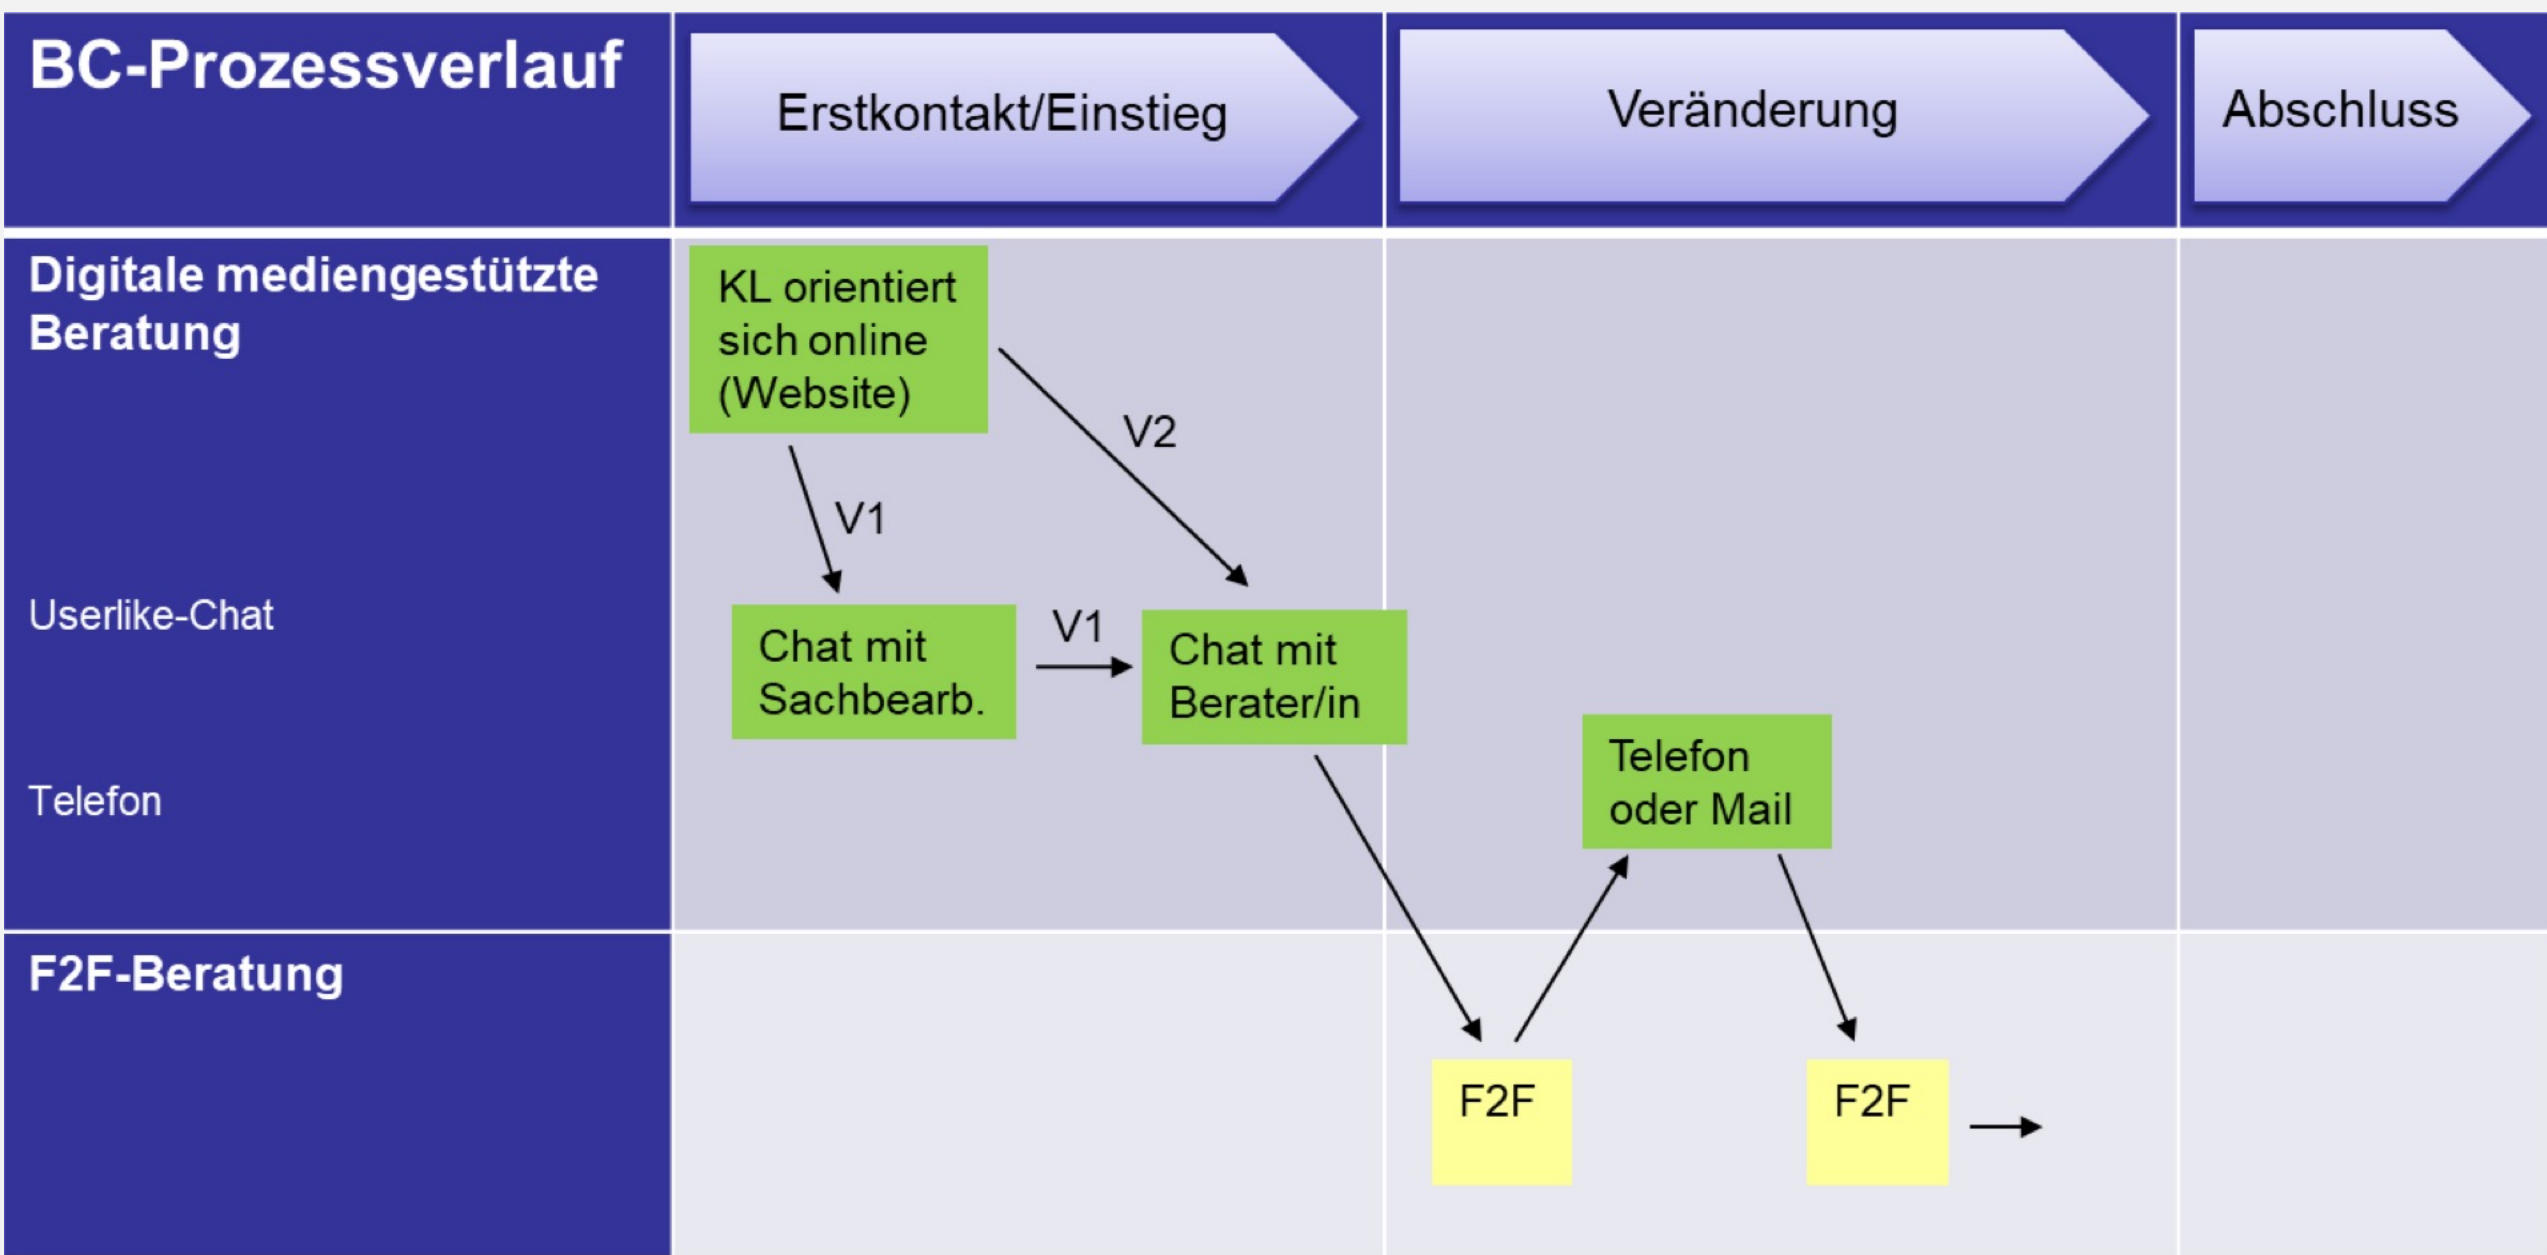 BC-Prozessverlauf
Erstkontakt/Einstieg
Veränderung
Abschluss
Digitale mediengestützte
Beratung
KL orientiert
sich online
(Website)
V2
V1
Userlike-Chat
Chat mit
Sachbearb.
V1
Chat mit
Berater/in
Telefon
Telefon
oder Mail
F2F-Beratung
F2F
F2F